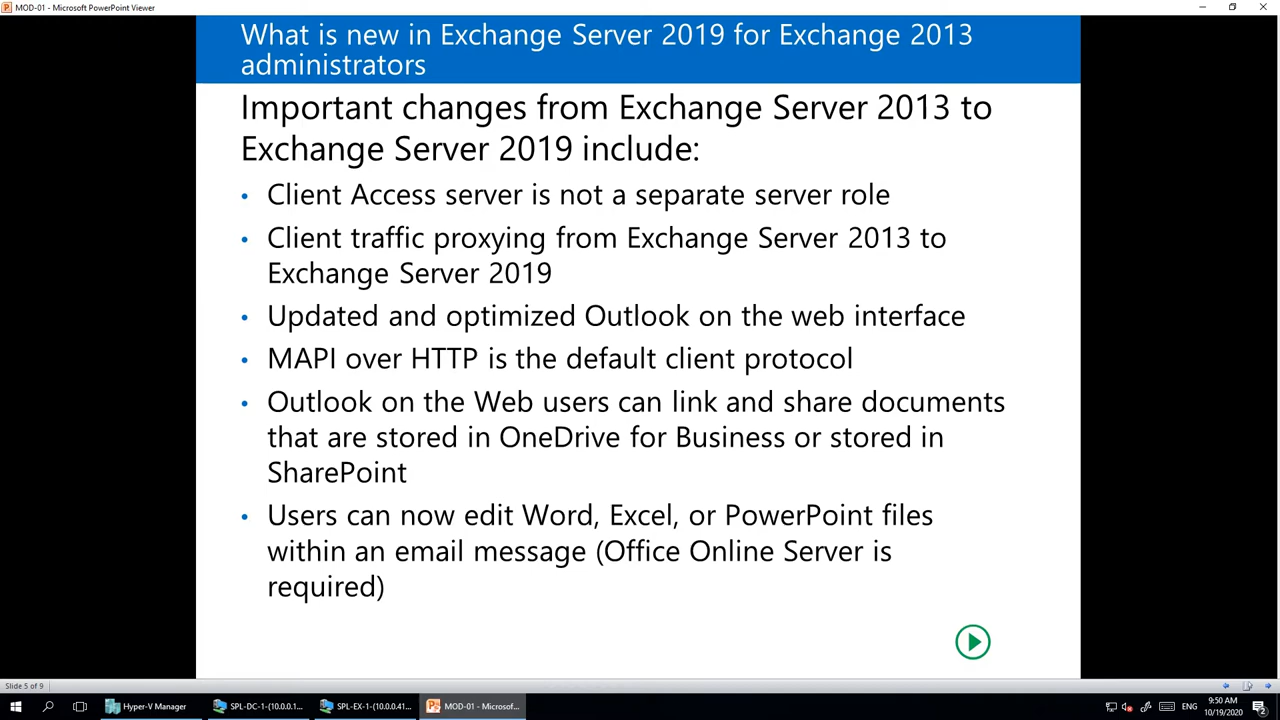 MOD-01 - Microsoft PowerPoint Viewer
What is new in Exchange Server 2019 for Exchange 2013
administrators
Important changes from Exchange Server 2013 to
Exchange Server 2019 include:
• Client Access server is not a separate server role
• Client traffic proxying from Exchange Server 2013 to
Exchange Server 2019
• Updated and optimized Outlook on the web interface
• MAPI over HTTP is the default client protocol
• Outlook on the Web users can link and share documents
that are stored in OneDrive for Business or stored in
SharePoint
• Users can now edit Word, Excel, or PowerPoint files
within an email message (Office Online Server is
required)
Slide 5 of 9
Hyper-V Manager
SPL-DC-1-(10.0.0.1...
SPL-EX-1-(10.0.0.41...
MOD-01 - Microsof...
ENG
9:50 AM
10/19/2020
2